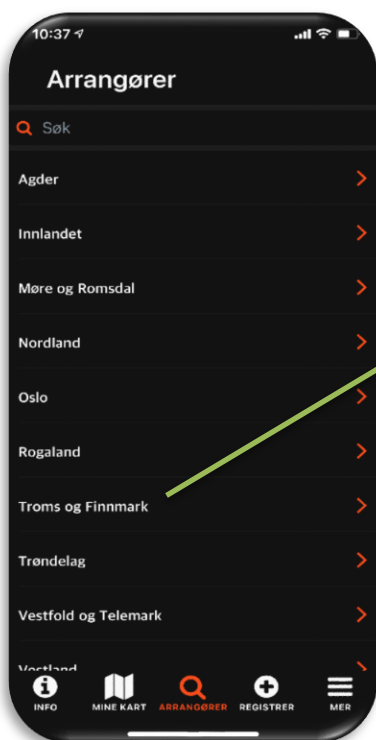 10:37
Arrangører
Søk
Agder
Innlandet
Møre og Romsdal
Nordland
Oslo
Rogaland
Troms og Finnmark
Trøndelag
Vestfold og Telemark
Vestland
INFO MINE KART ARRANGØRER REGISTRER MER